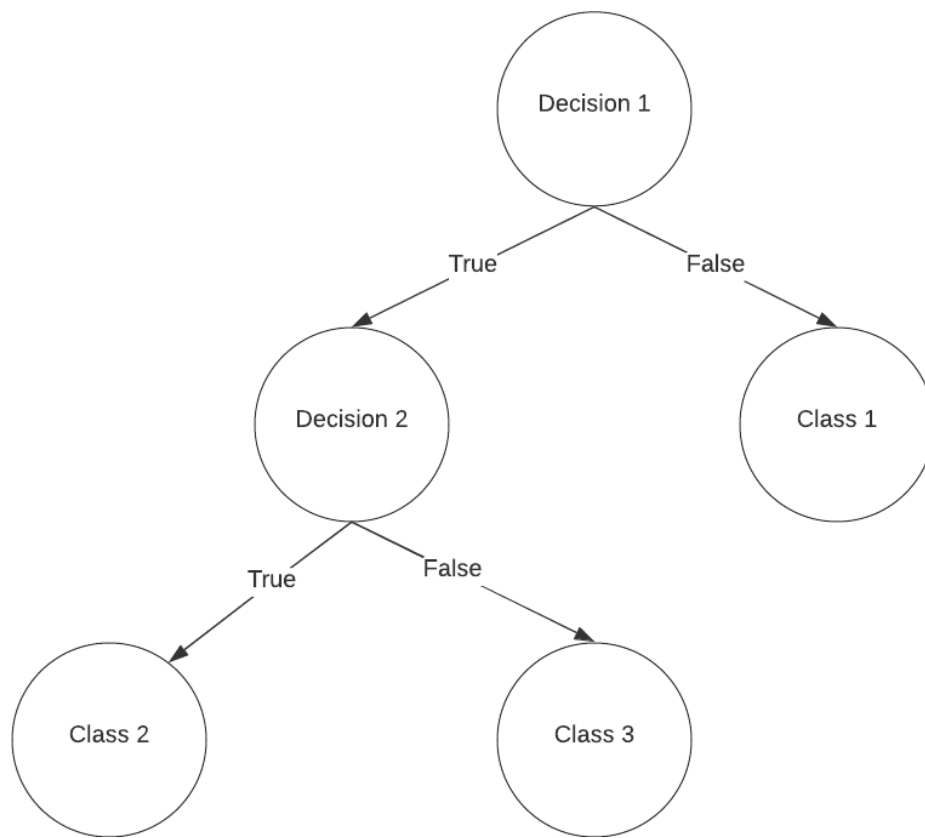 Decision 1
True
False
Decision 2
Class 1
True
False
Class 2
Class 3